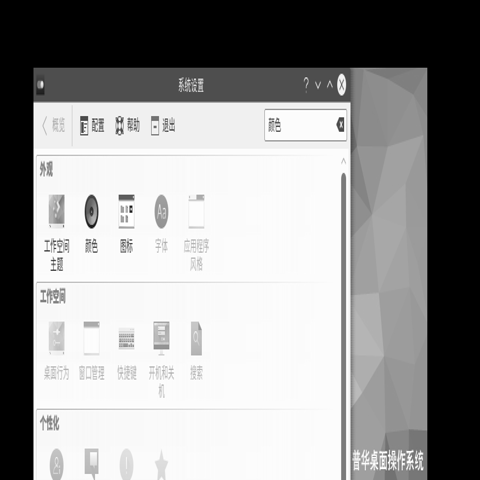 系统设置
概览 配置 帮助 退出 颜色
外观
工作空间主题 颜色 图标 字体 应用程序风格
工作空间
桌面行为 窗口管理 快捷键 开机和关机 搜索
个性化
普华桌面操作系统